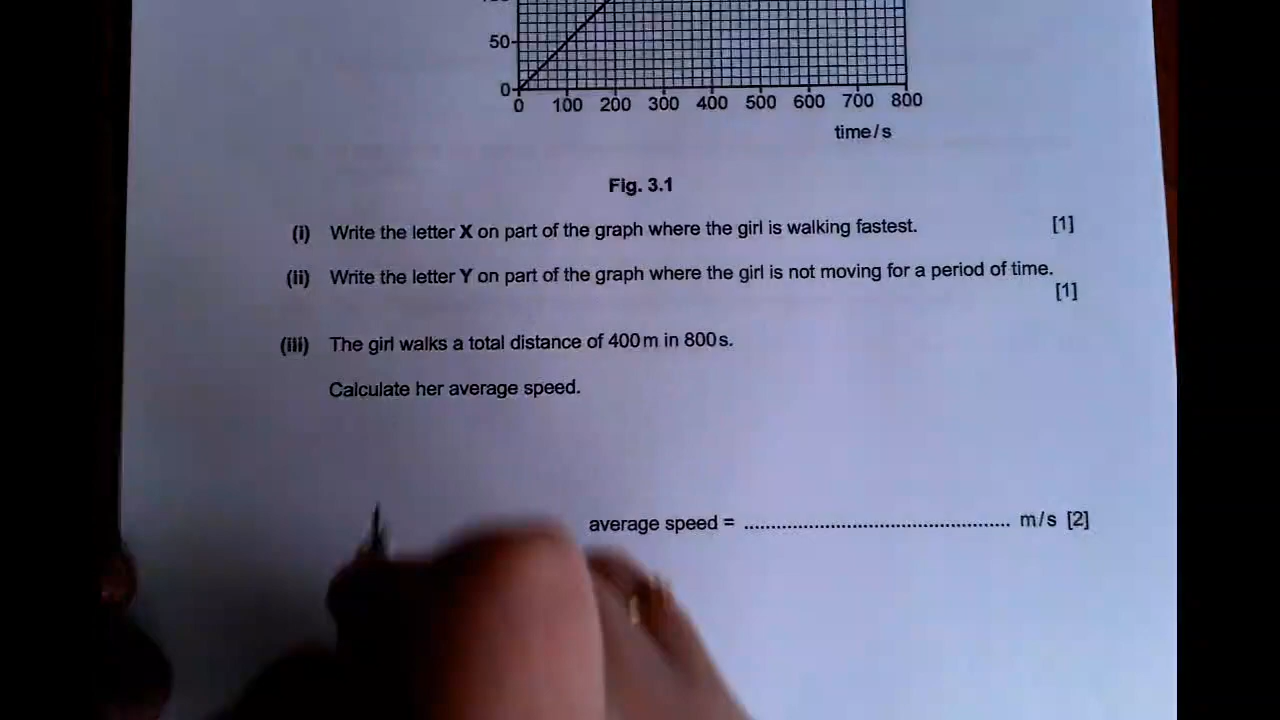 50
0
0 100 200 300 400 500 600 700 800
time/s
Fig. 3.1
(i) Write the letter X on part of the graph where the girl is walking fastest. [1]
(ii) Write the letter Y on part of the graph where the girl is not moving for a period of time.
[1]
(iii) The girl walks a total distance of 400m in 800s.
Calculate her average speed.
average speed = .................................................. m/s [2]